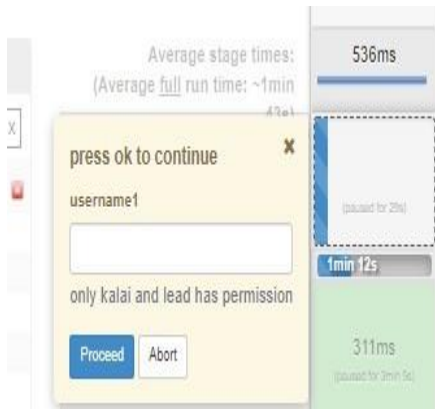 Average stage times:
(Average full run time: ~1min
43s)
536ms
X
press ok to continue
×
username1
only kalai and lead has permission
Proceed
Abort
(paused for 29s)
1min 12s
311ms
(paused for 3min 5s)